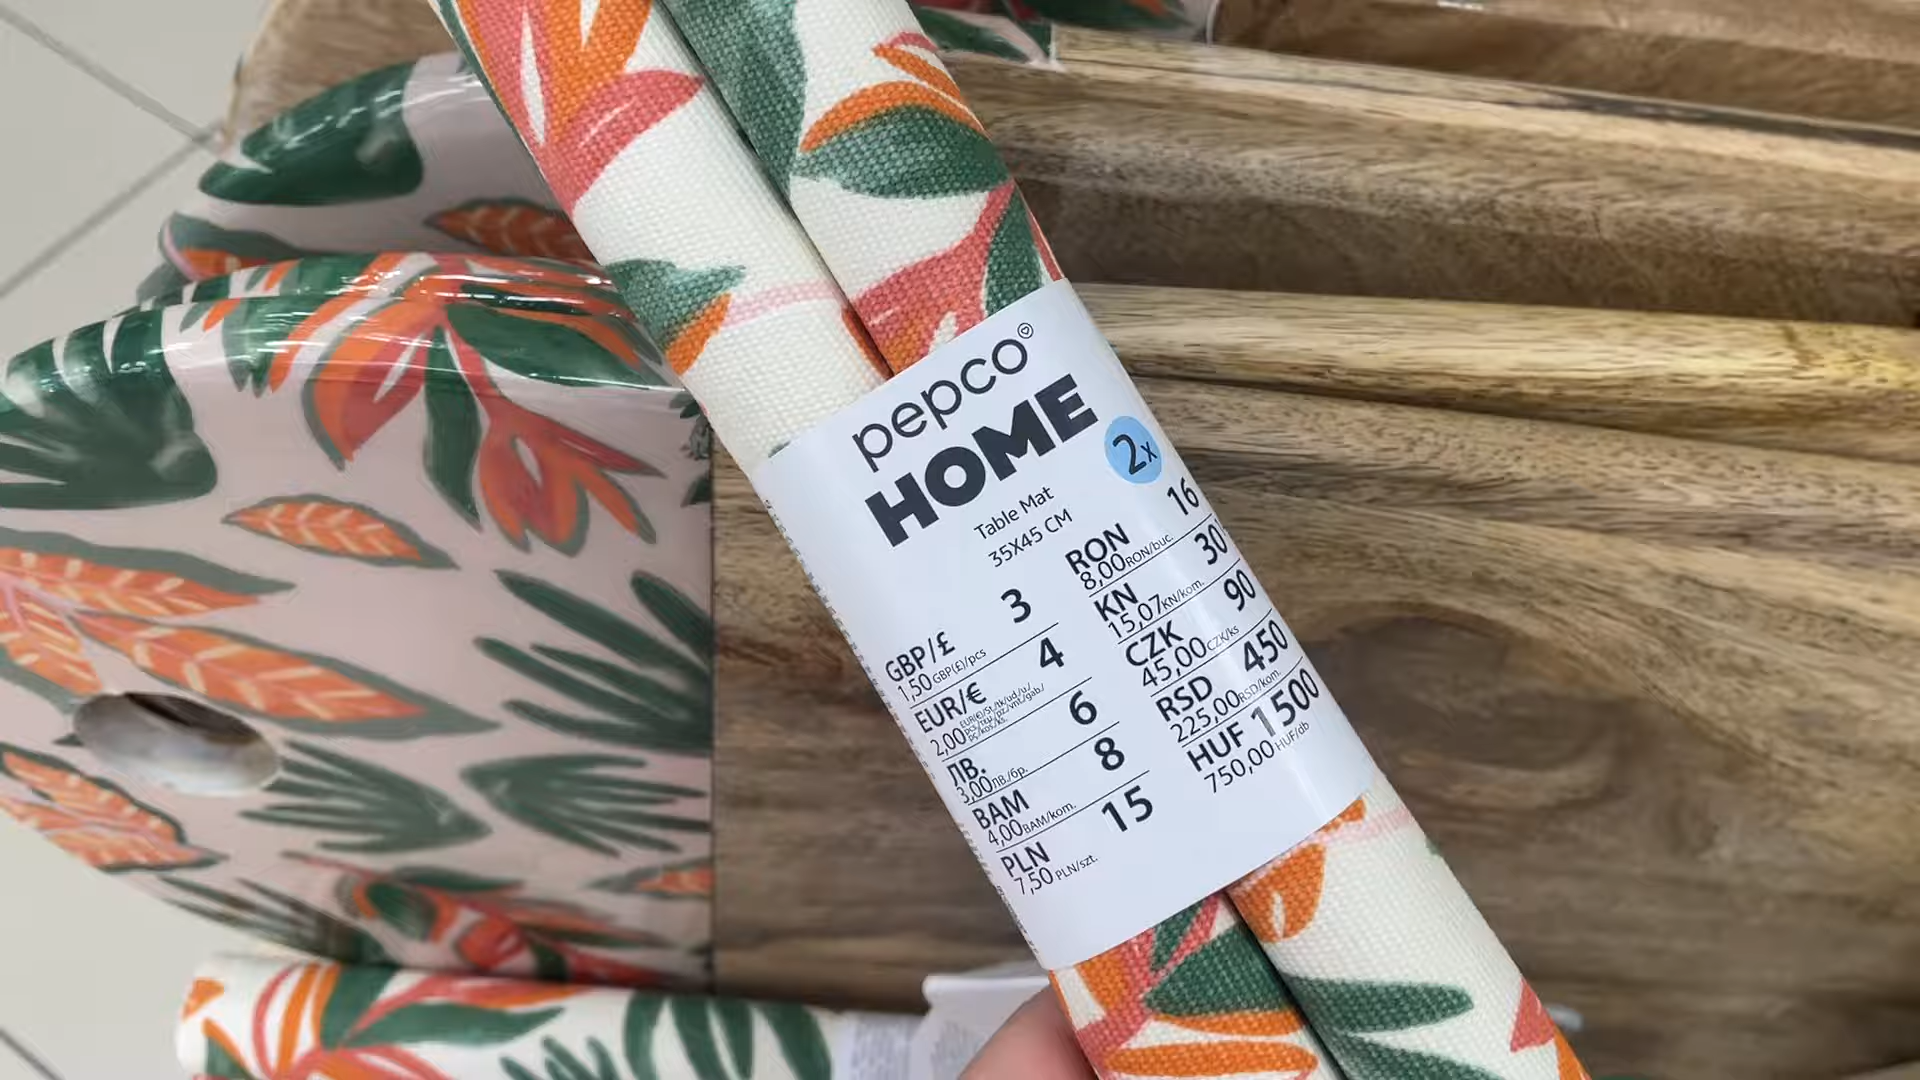 pepco
HOME
2x
Table Mat
35X45 CM
GBP/£ 3
1,50 GBP(£)/pcs
EUR/€ 4
2,00
ЛВ. 6
3,00 ЛВ./бр.
BAM 8
4,00 BAM/kom.
PLN 15
7,50 PLN/szt.
RON 16
8,00 RON/buc.
KN 30
15,07 KN/kom.
CZK 90
45,00 CZK/ks
RSD 450
225,00 RSD/kom.
HUF 1500
750,00 HUF/db